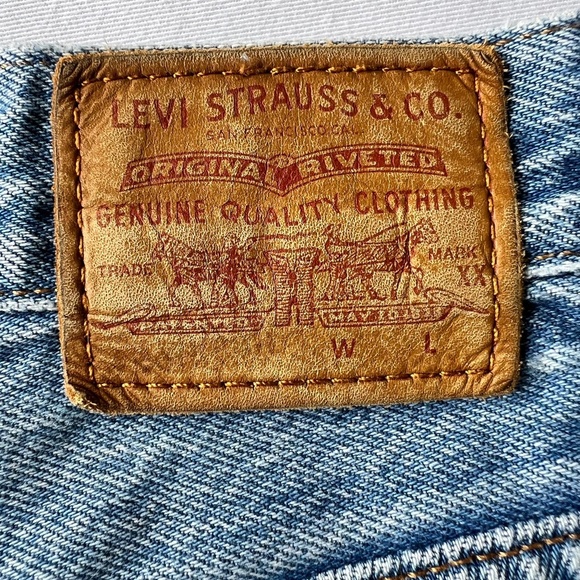 LEVI STRAUSS & CO.
SAN FRANCISCO CAL.
ORIGINAL RIVETED
GENUINE QUALITY CLOTHING
TRADE MARK
XX
W L